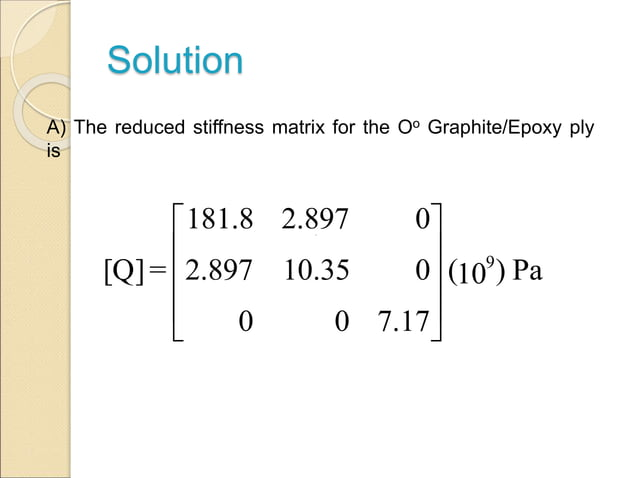 Solution
A) The reduced stiffness matrix for the Oº Graphite/Epoxy ply
is
181.8 2.897 0
[Q] = 2.897 10.35 0 (10⁹) Pa
0 0 7.17